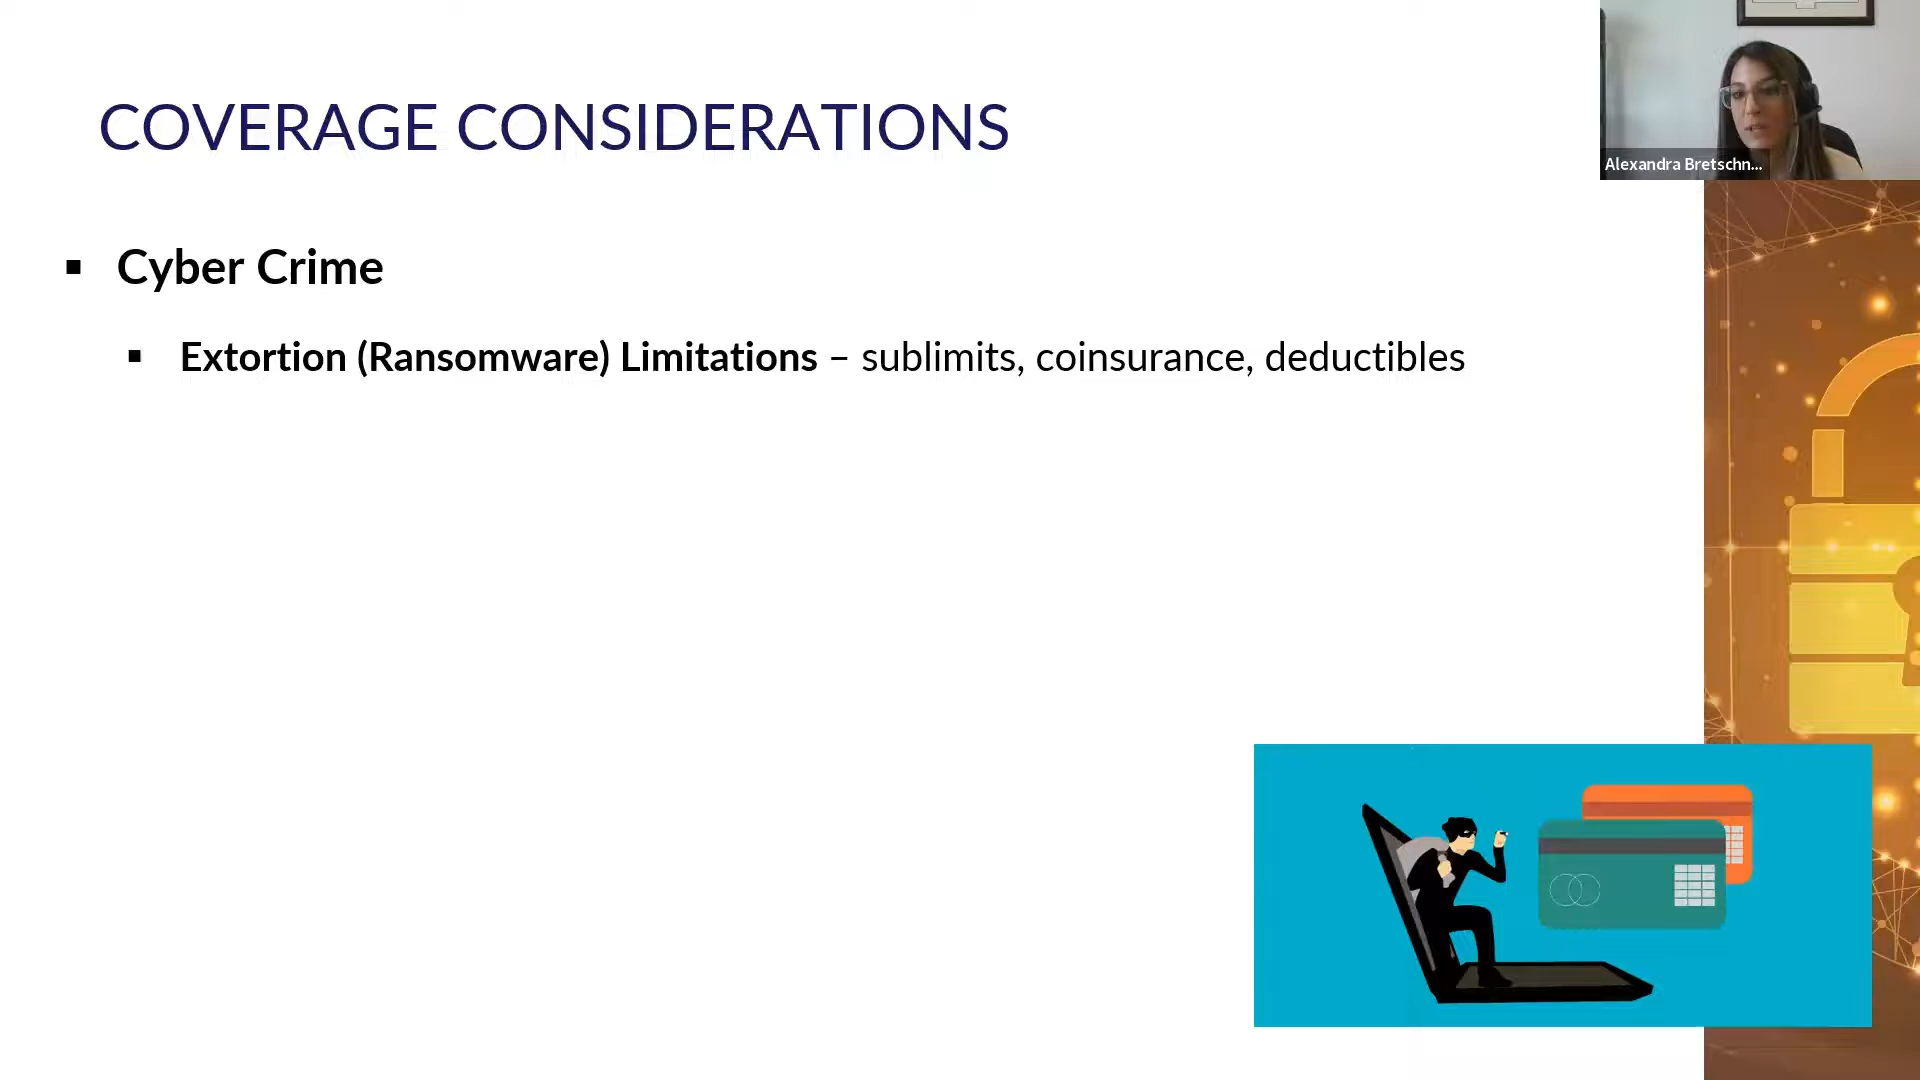 COVERAGE CONSIDERATIONS
Alexandra Bretschn...
▪ Cyber Crime
▪ Extortion (Ransomware) Limitations – sublimits, coinsurance, deductibles